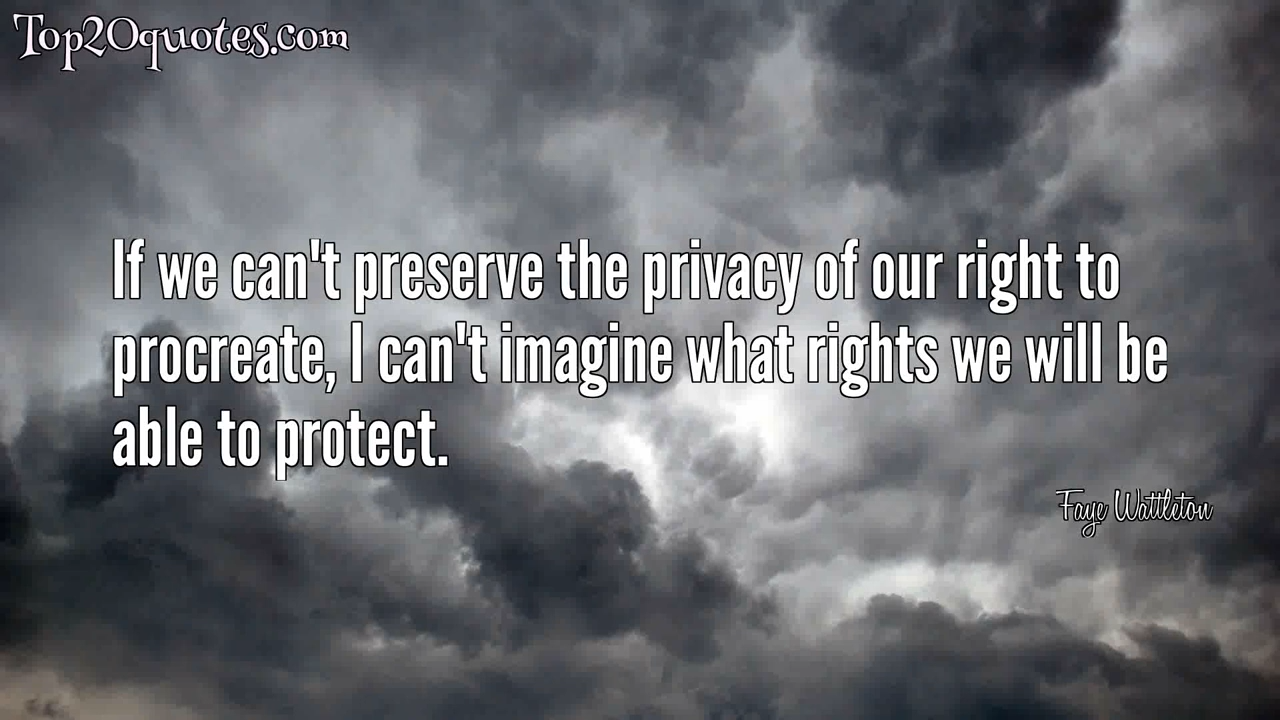 Top20quotes.com
If we can't preserve the privacy of our right to
procreate, I can't imagine what rights we will be
able to protect.
Faye Wattleton